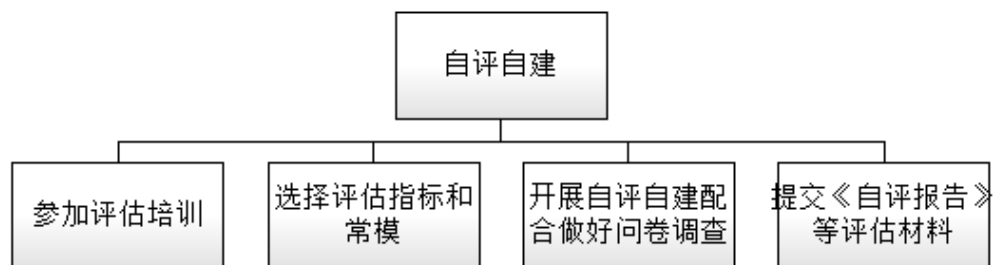 自评自建
参加评估培训
选择评估指标和
常模
开展自评自建配
合做好问卷调查
提交《自评报告》
等评估材料